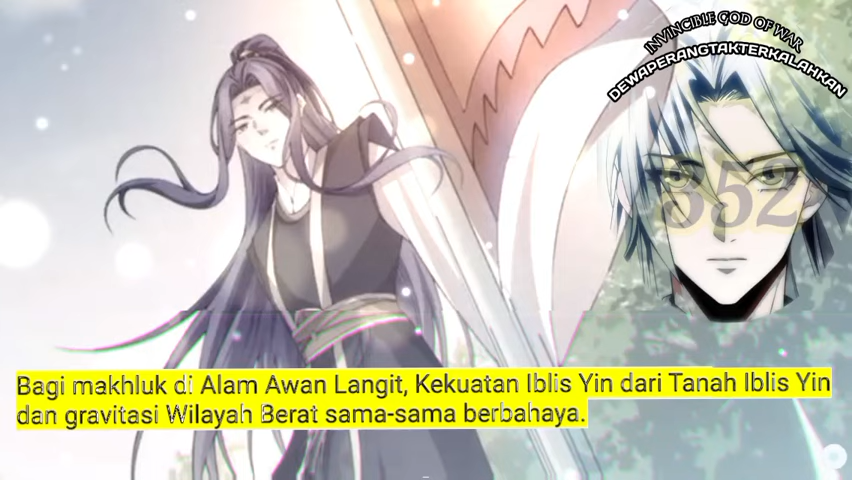 INVINCIBLE GOD OF WAR
DEWAPERANGTAKTERKALAHKAN
352
Bagi makhluk di Alam Awan Langit, Kekuatan Iblis Yin dari Tanah Iblis Yin
dan gravitasi Wilayah Berat sama-sama berbahaya.